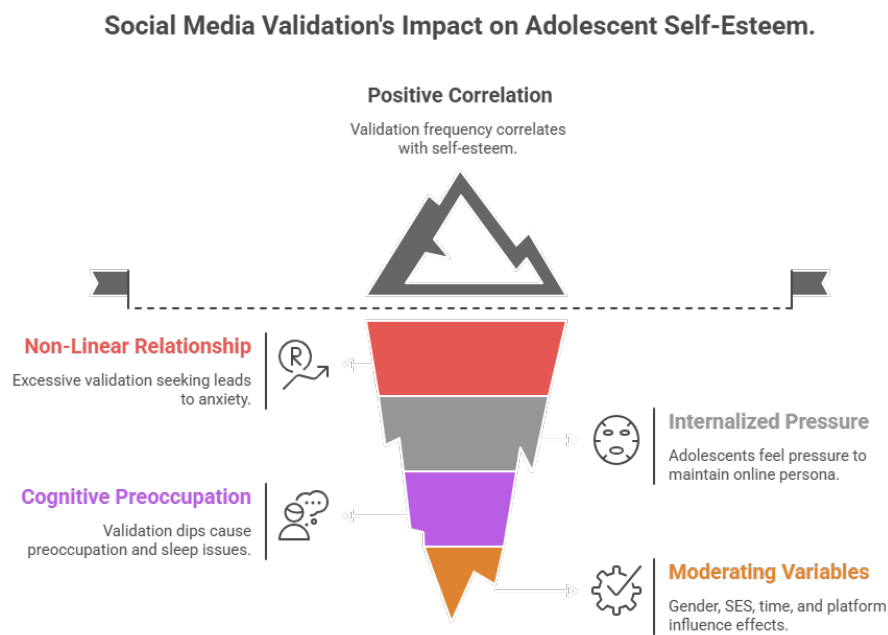 Social Media Validation's Impact on Adolescent Self-Esteem.
Positive Correlation
Validation frequency correlates
with self-esteem.
Non-Linear Relationship
Excessive validation seeking leads
to anxiety.
R
Internalized Pressure
Adolescents feel pressure to
maintain online persona.
Cognitive Preoccupation
Validation dips cause
preoccupation and sleep issues.
Moderating Variables
Gender, SES, time, and platform
influence effects.